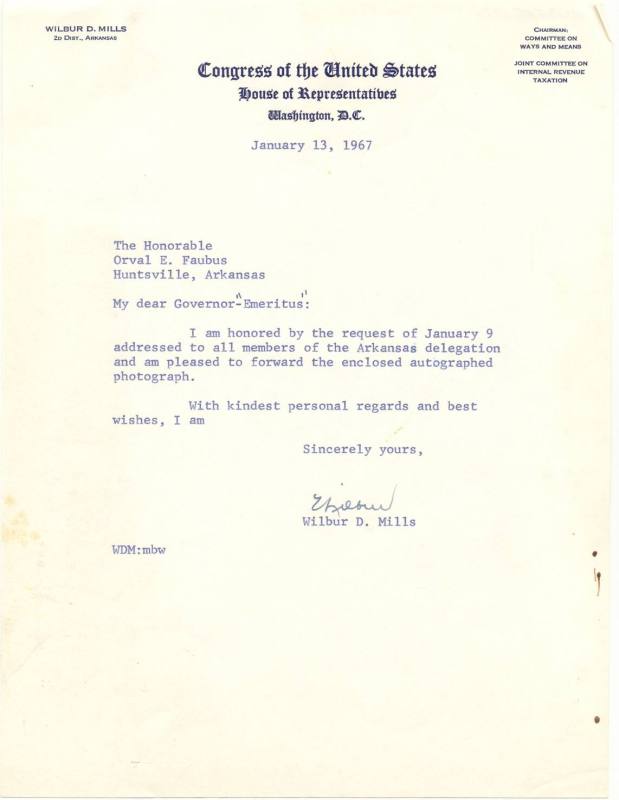 WILBUR D. MILLS
2D DIST., ARKANSAS
CHAIRMAN:
COMMITTEE ON
WAYS AND MEANS
JOINT COMMITTEE ON
INTERNAL REVENUE
TAXATION
Congress of the United States
House of Representatives
Washington, D.C.
January 13, 1967
The Honorable
Orval E. Faubus
Huntsville, Arkansas
My dear Governor-"Emeritus":
I am honored by the request of January 9
addressed to all members of the Arkansas delegation
and am pleased to forward the enclosed autographed
photograph.
With kindest personal regards and best
wishes, I am
Sincerely yours,
Wilbur
Wilbur D. Mills
WDM:mbw